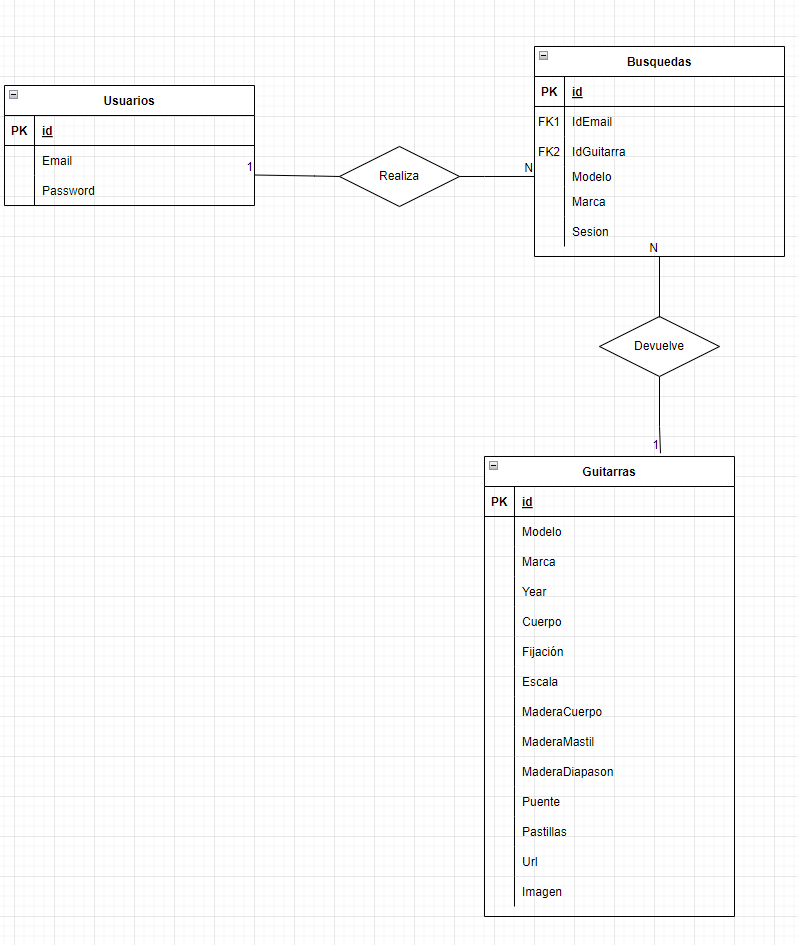 Usuarios
PK id
Email
Password
1
Realiza
N
Busquedas
PK id
FK1 IdEmail
FK2 IdGuitarra
Modelo
Marca
Sesion
N
Devuelve
1
Guitarras
PK id
Modelo
Marca
Year
Cuerpo
Fijación
Escala
MaderaCuerpo
MaderaMastil
MaderaDiapason
Puente
Pastillas
Url
Imagen